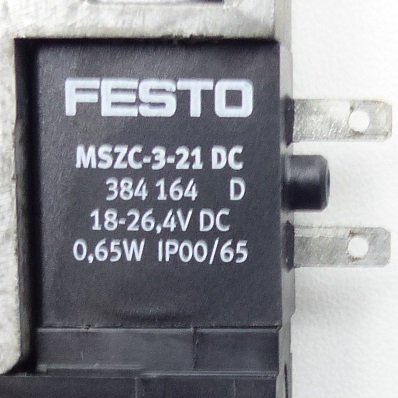 FESTO
MSZC-3-21 DC
384 164 D
18-26,4V DC
0,65W IP00/65